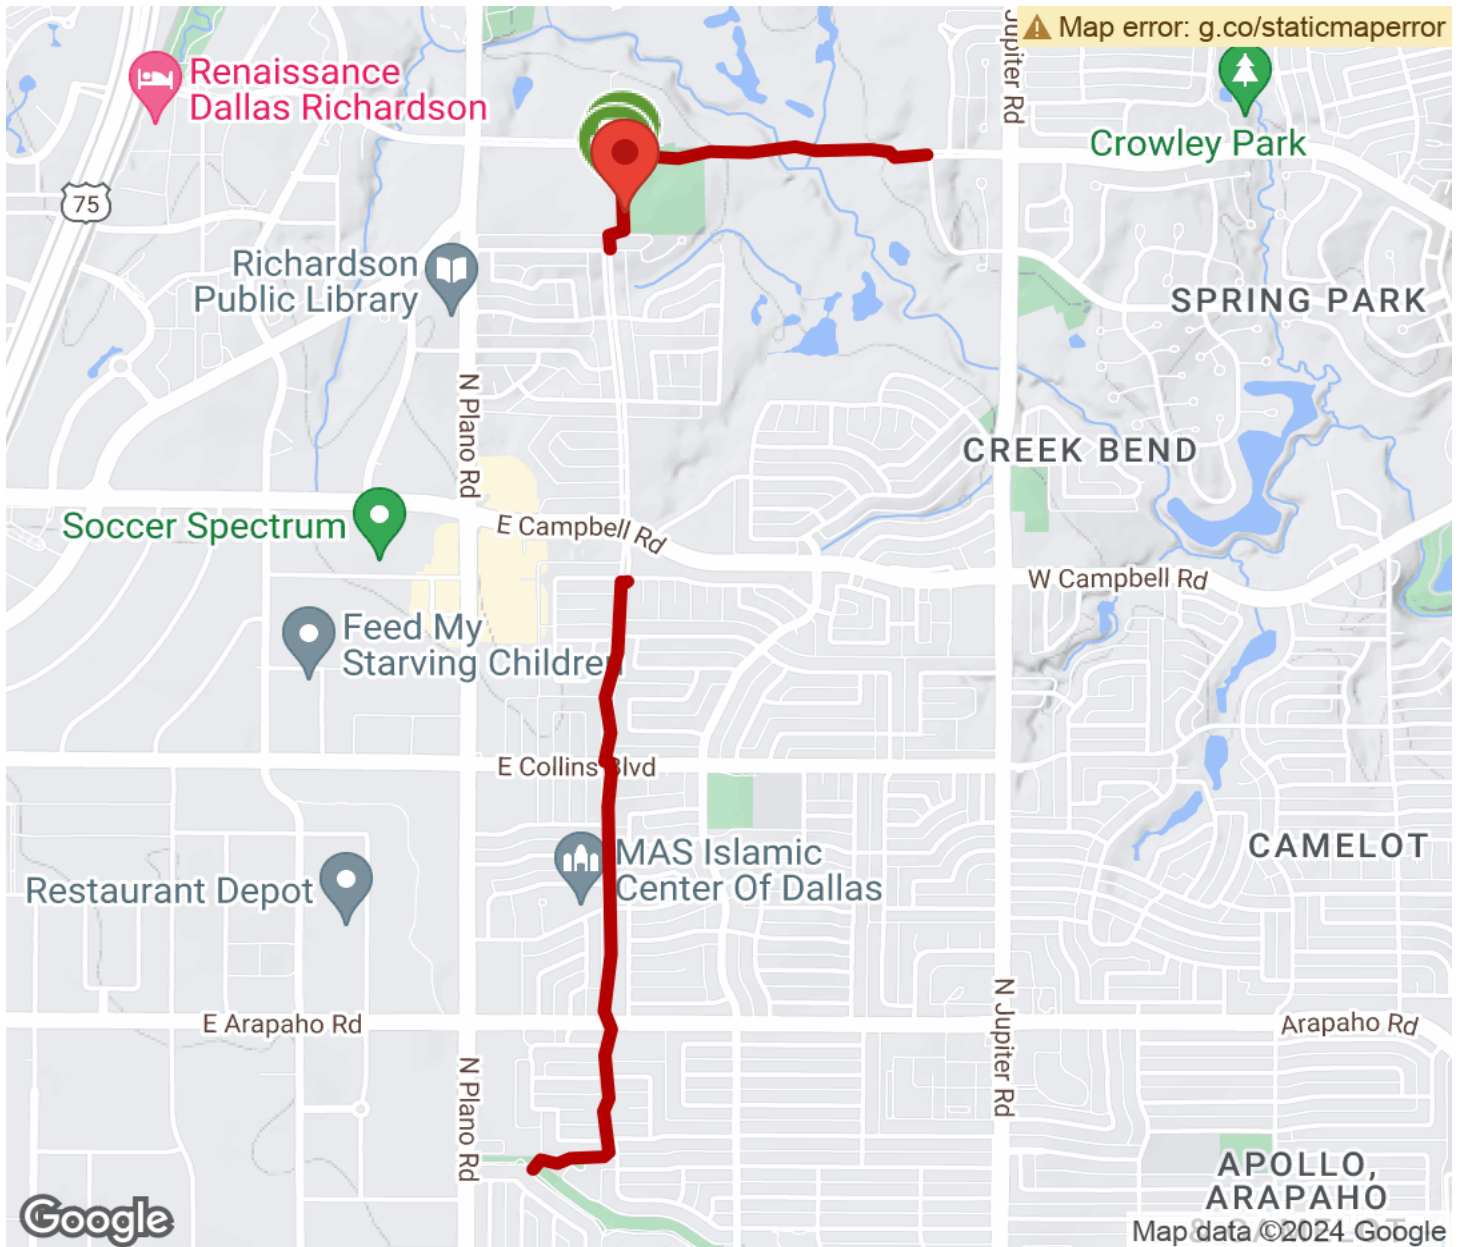 Map error: g.co/staticmaperror
Renaissance
Dallas Richardson
Jupiter Rd
Crowley Park
75
Richardson
Public Library
SPRING PARK
N Plano Rd
CREEK BEND
Soccer Spectrum
E Campbell Rd
W Campbell Rd
Feed My
Starving Children
E Collins Blvd
MAS Islamic
Center Of Dallas
CAMELOT
Restaurant Depot
N Jupiter Rd
E Arapaho Rd
Arapaho Rd
N Plano Rd
APOLLO,
ARAPAHO
Google
Map data ©2024 Google